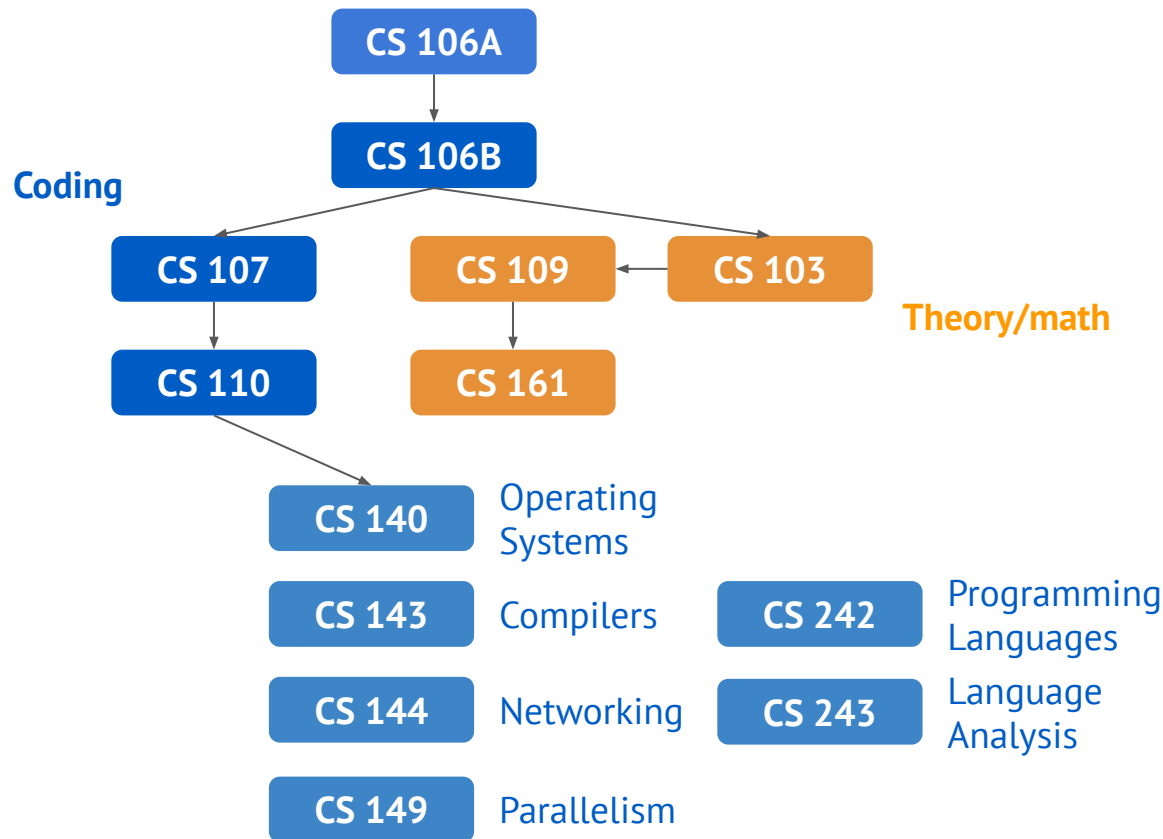 CS 106A
CS 106B
Coding
CS 107
CS 109
CS 103
Theory/math
CS 110
CS 161
CS 140
Operating
Systems
CS 143
Compilers
CS 242
Programming
Languages
CS 144
Networking
CS 243
Language
Analysis
CS 149
Parallelism